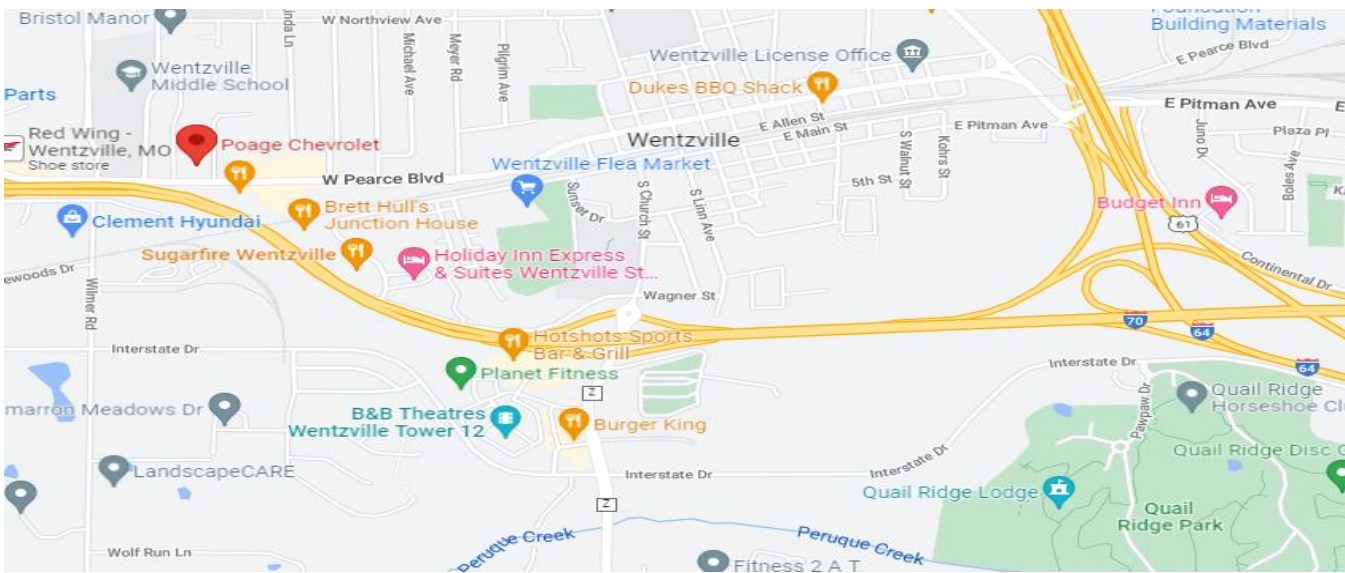 Bristol Manor
W Northview Ave
Linda Ln
Michael Ave
Meyer Rd
Pilgrim Ave
Wentzville License Office
Building Materials
E Pearce Blvd
Wentzville
Middle School
Parts
Dukes BBQ Shack
E Pitman Ave
Red Wing -
Wentzville, MO
Shoe store
Poage Chevrolet
Wentzville
E Allen St
E Main St
E Pitman Ave
S Walnut St
Kohrs St
Juno Dr
Plaza Pl
Boles Ave
W Pearce Blvd
Wentzville Flea Market
5th St
Sunser Dr
S Church St
S Linn Ave
Clement Hyundai
Brett Hull's
Junction House
Budget Inn
61
Sugarfire Wentzville
Holiday Inn Express
& Suites Wentzville St...
Continental Dr
ewoods Dr
Wilmer Rd
Wagner St
70
64
Interstate Dr
Hotshots Sports
Bar & Grill
Interstate Dr
64
Planet Fitness
Z
Pawpaw Dr
Quail Ridge
Horseshoe Cl
marron Meadows Dr
B&B Theatres
Wentzville Tower 12
Burger King
LandscapeCARE
Interstate Dr
Interstate Dr
Quail Ridge Disc
Quail Ridge Lodge
Z
Quail
Ridge Park
Wolf Run Ln
Peruque Creek
Peruque Creek
Fitness 2 A T